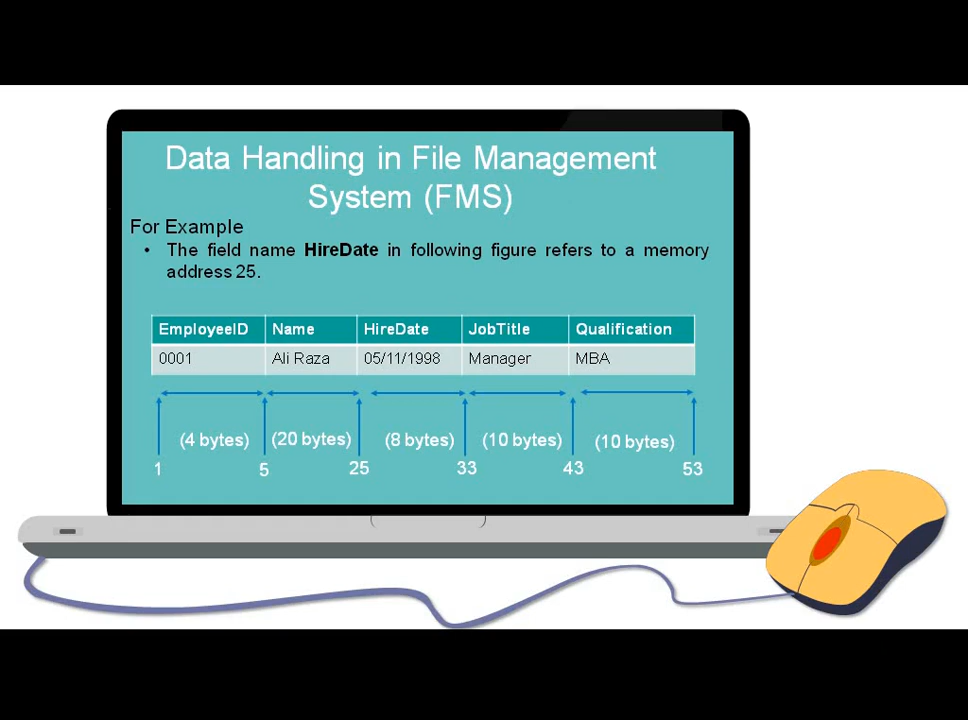 Data Handling in File Management
System (FMS)
For Example
• The field name HireDate in following figure refers to a memory
address 25.
EmployeeID Name HireDate JobTitle Qualification
0001 Ali Raza 05/11/1998 Manager MBA
(4 bytes) (20 bytes) (8 bytes) (10 bytes) (10 bytes)
1 5 25 33 43 53